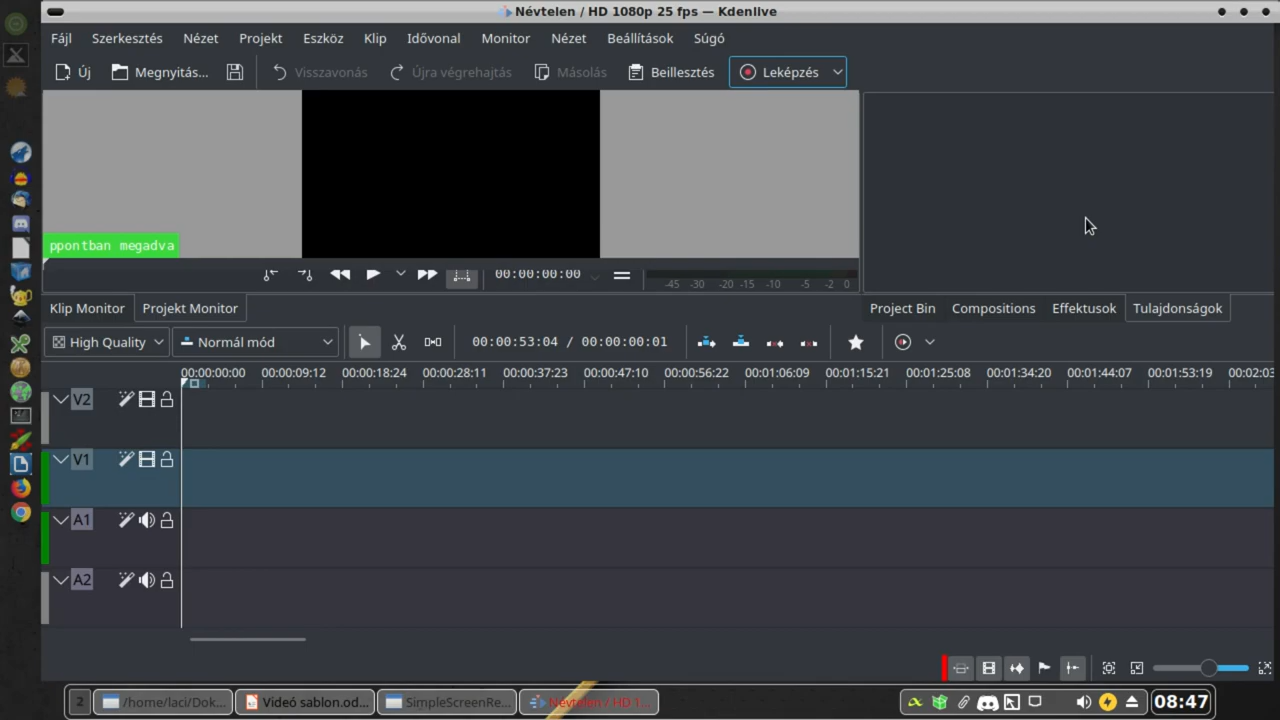 Névtelen / HD 1080p 25 fps — Kdenlive
Fájl Szerkesztés Nézet Projekt Eszköz Klip Idővonal Monitor Nézet Beállítások Súgó
Új Megnyitás... Visszavonás Újra végrehajtás Másolás Beillesztés Leképzés
ppontban megadva
00:00:00:00
-45 -30 -20 -15 -10 -5 -2 0
Klip Monitor Projekt Monitor Project Bin Compositions Effektusok Tulajdonságok
High Quality Normál mód 00:00:53:04 / 00:00:00:01
00:00:00:00 00:00:09:12 00:00:18:24 00:00:28:11 00:00:37:23 00:00:47:10 00:00:56:22 00:01:06:09 00:01:15:21 00:01:25:08 00:01:34:20 00:01:44:07 00:01:53:19 00:02:03
V2
V1
A1
A2
2 /home/laci/Dok... Videó sablon.od... SimpleScreenRe... Névtelen / HD 1... 08:47